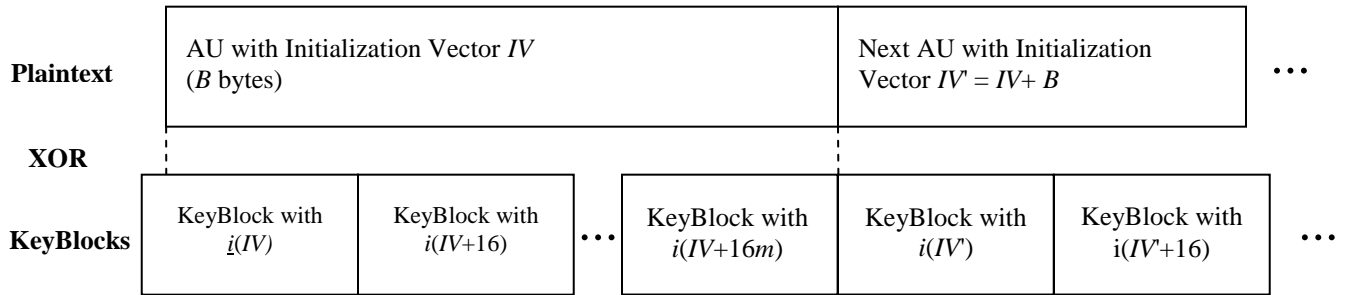 AU with Initialization Vector IV
(B bytes)
Next AU with Initialization
Vector IV' = IV+ B
Plaintext
...
XOR
KeyBlocks
KeyBlock with
i(IV)
KeyBlock with
i(IV+16)
...
KeyBlock with
i(IV+16m)
KeyBlock with
i(IV')
KeyBlock with
i(IV'+16)
...